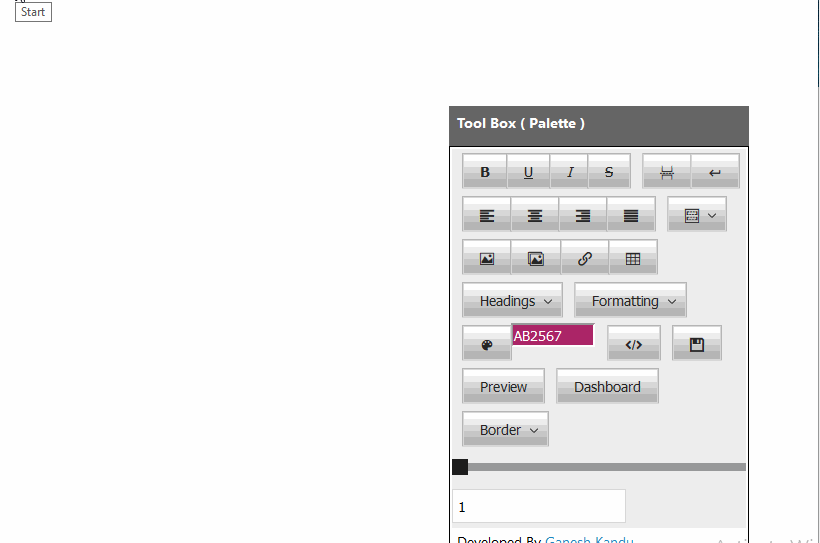 Start
Tool Box ( Palette )
B U I S
Headings Formatting
AB2567 </>
Preview Dashboard
Border
1
Developed By Ganesh Kandu